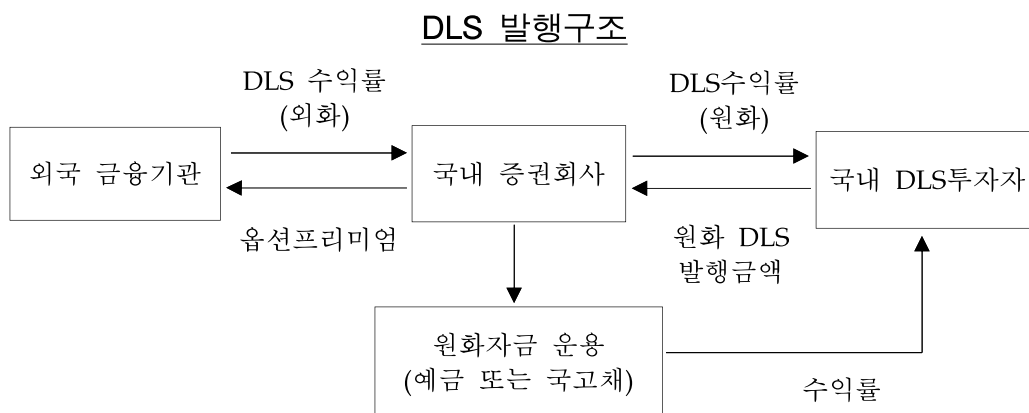 DLS 발행구조
DLS 수익률
(외화)
DLS수익률
(원화)
외국 금융기관
국내 증권회사
국내 DLS투자자
옵션프리미엄
원화 DLS
발행금액
원화자금 운용
(예금 또는 국고채)
수익률